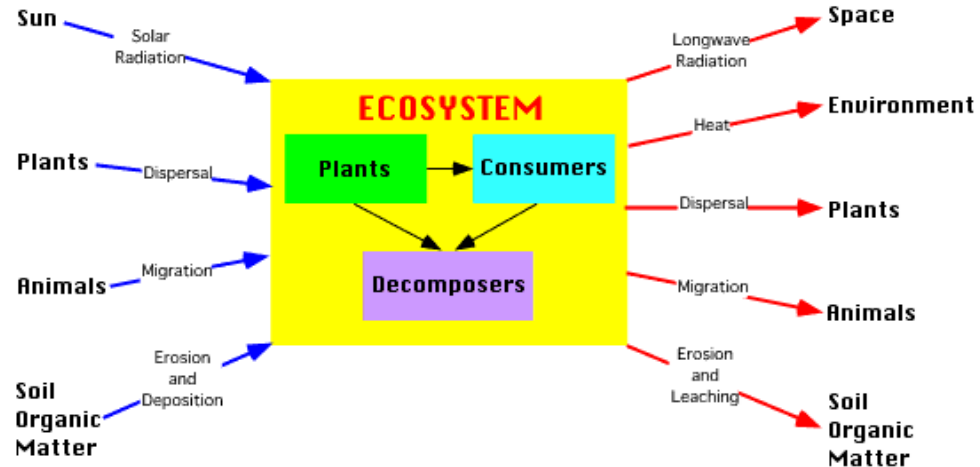 Sun
Solar
Radiation
Plants
Dispersal
Animals
Migration
Erosion
and
Deposition
Soil
Organic
Matter
ECOSYSTEM
Plants
Consumers
Decomposers
Longwave
Radiation
Space
Heat
Environment
Dispersal
Plants
Migration
Animals
Erosion
and
Leaching
Soil
Organic
Matter